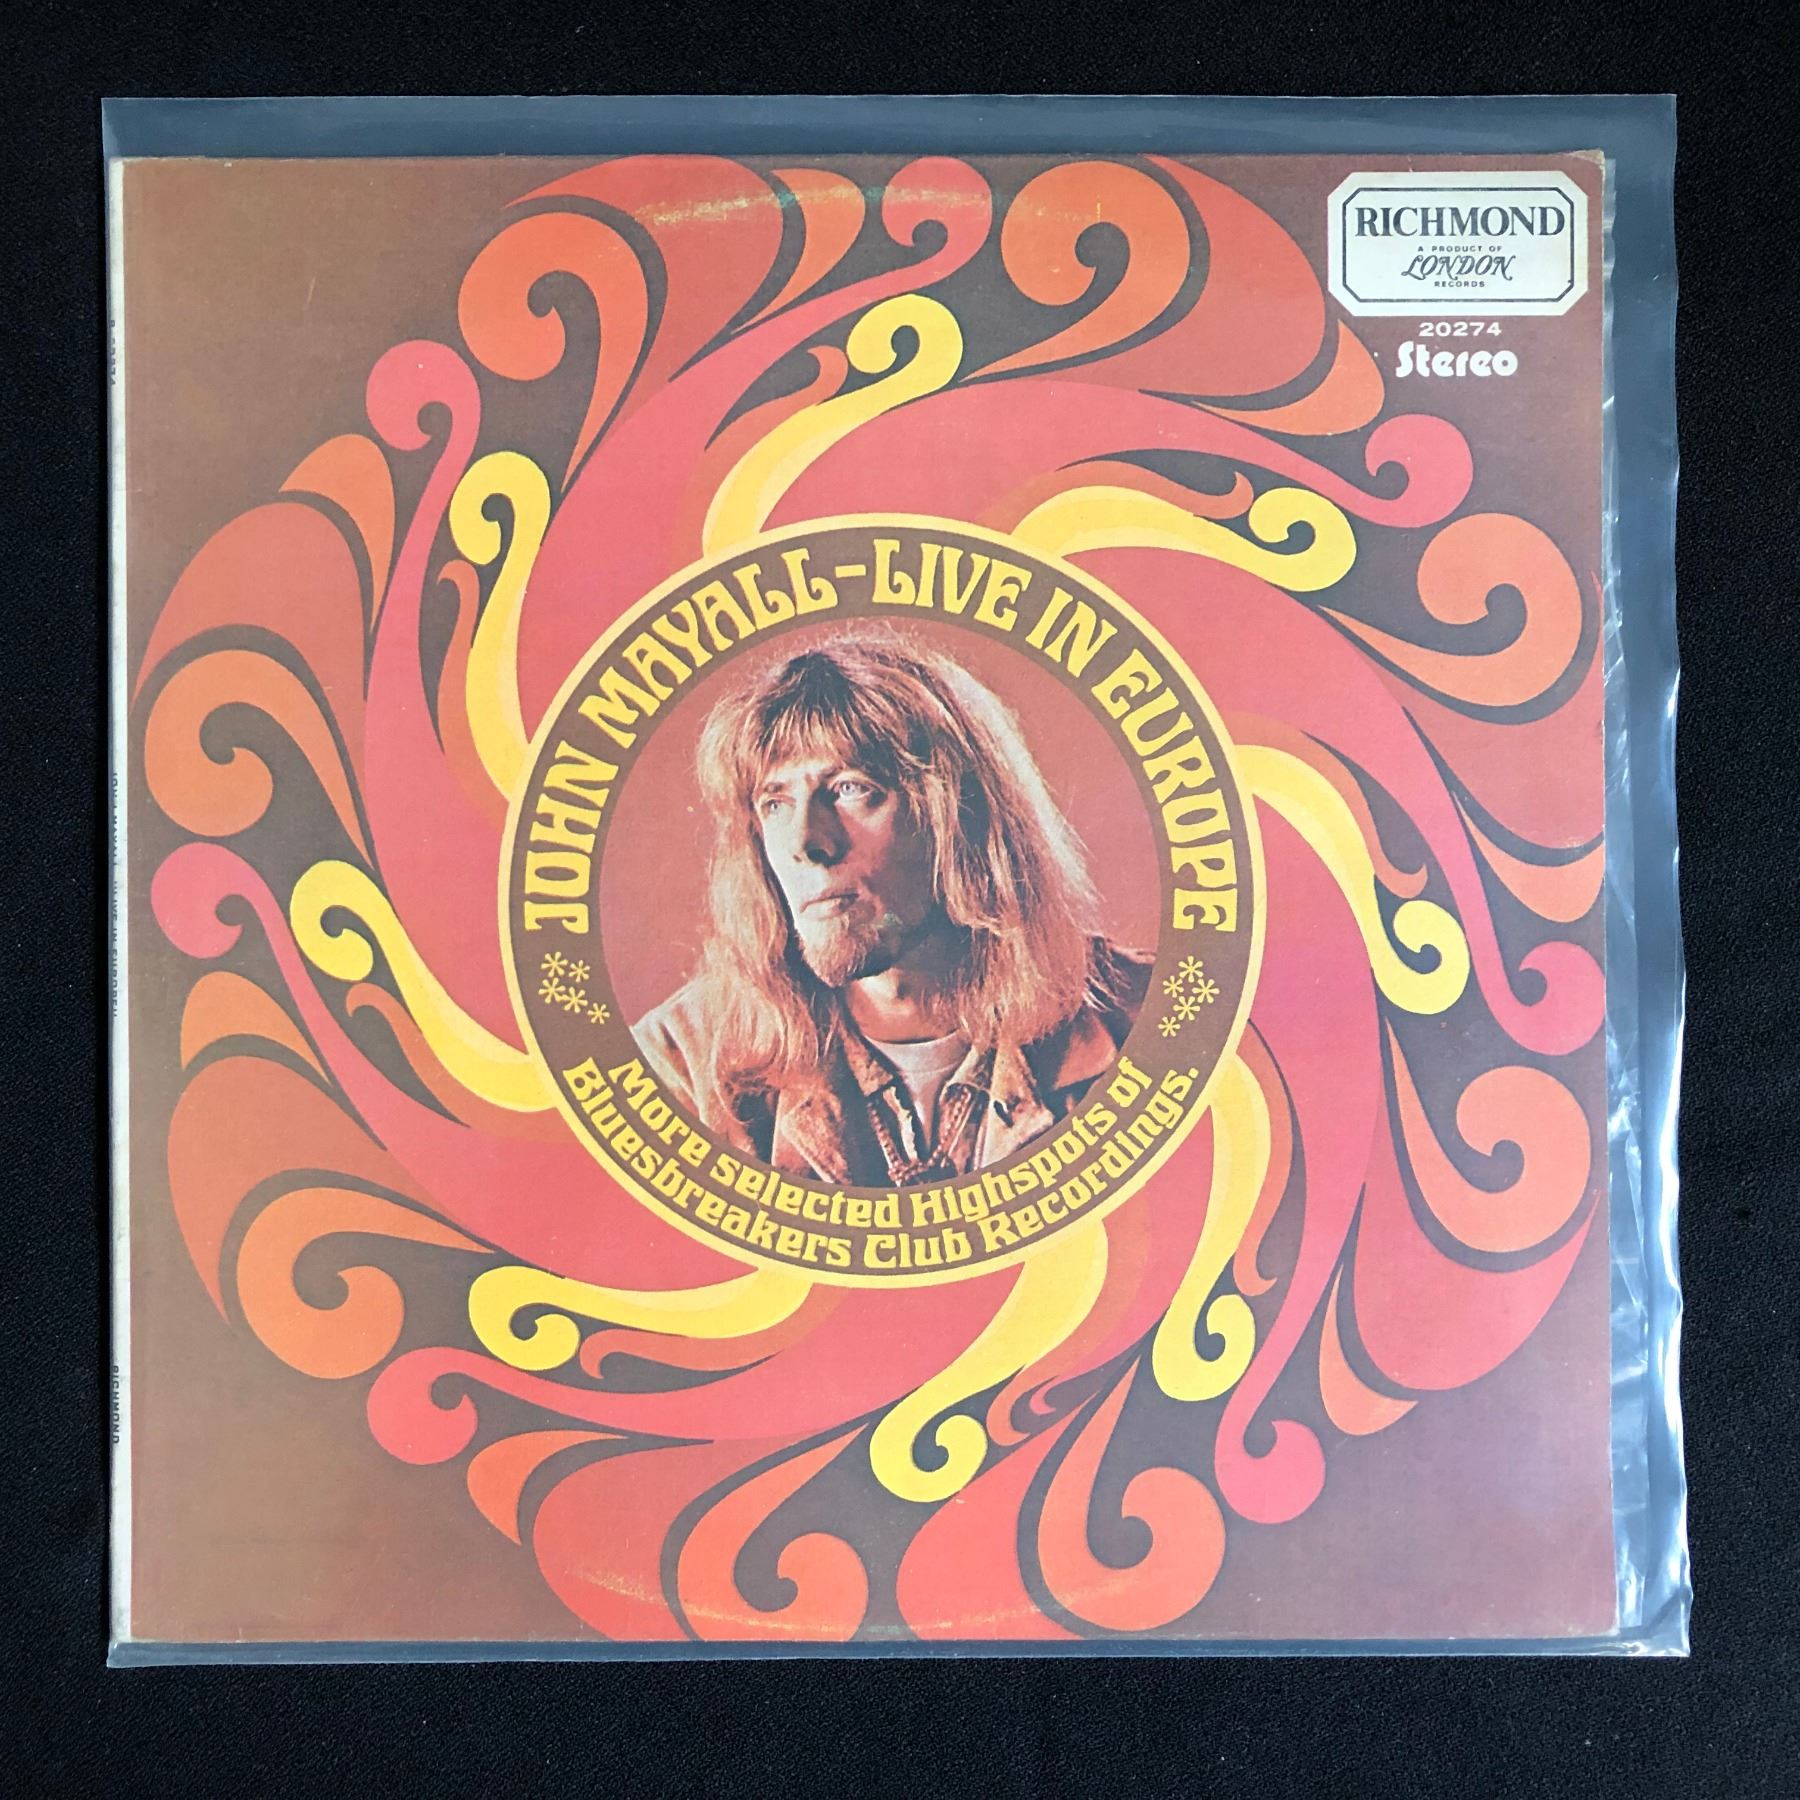 RICHMOND
A PRODUCT OF
LONDON
RECORDS
20274
Stereo
JOHN MAYALL-LIVE IN EUROPE
More selected Highspots of
Bluesbreakers Club Recordings.
RICHMOND